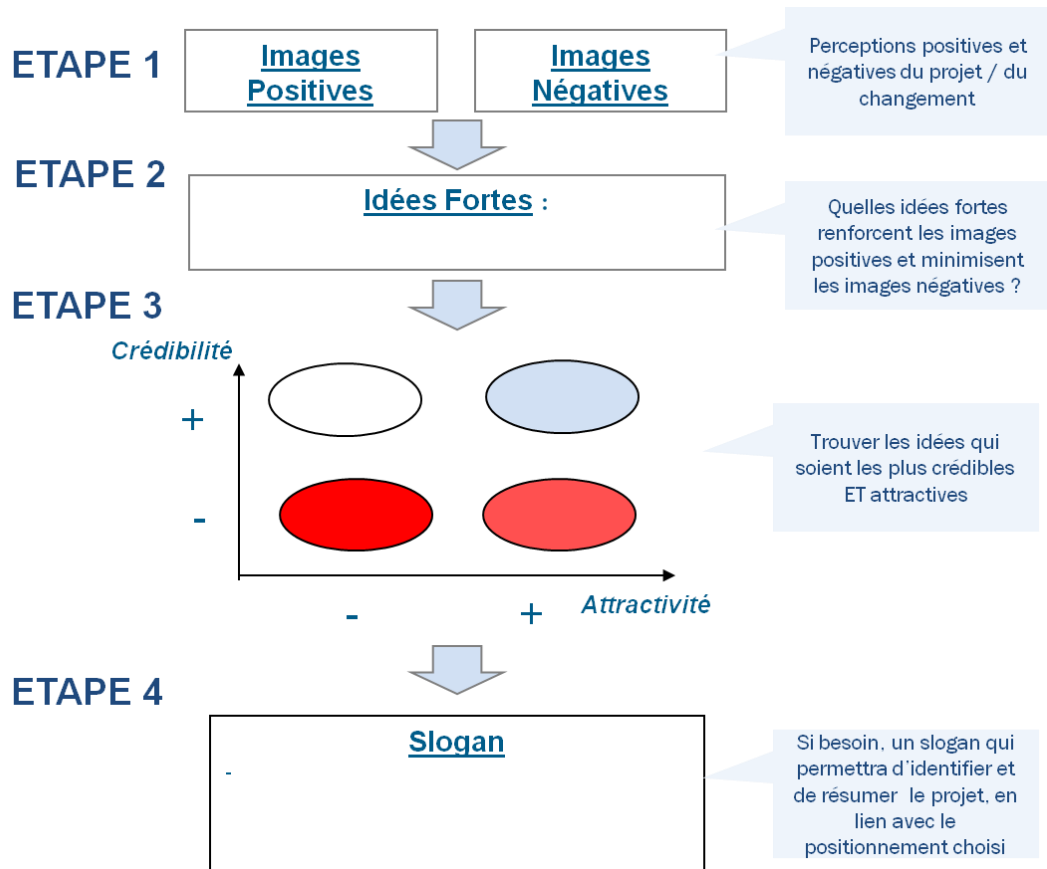 ETAPE 1
Images
Positives
Images
Négatives
Perceptions positives et
négatives du projet / du
changement
ETAPE 2
Idées Fortes :
Quelles idées fortes
renforcent les images
positives et minimisent
les images négatives ?
ETAPE 3
Crédibilité
+
-
-
+
Attractivité
Trouver les idées qui
soient les plus crédibles
ET attractives
ETAPE 4
Slogan
-
Si besoin, un slogan qui
permettra d'identifier et
de résumer le projet, en
lien avec le
positionnement choisi